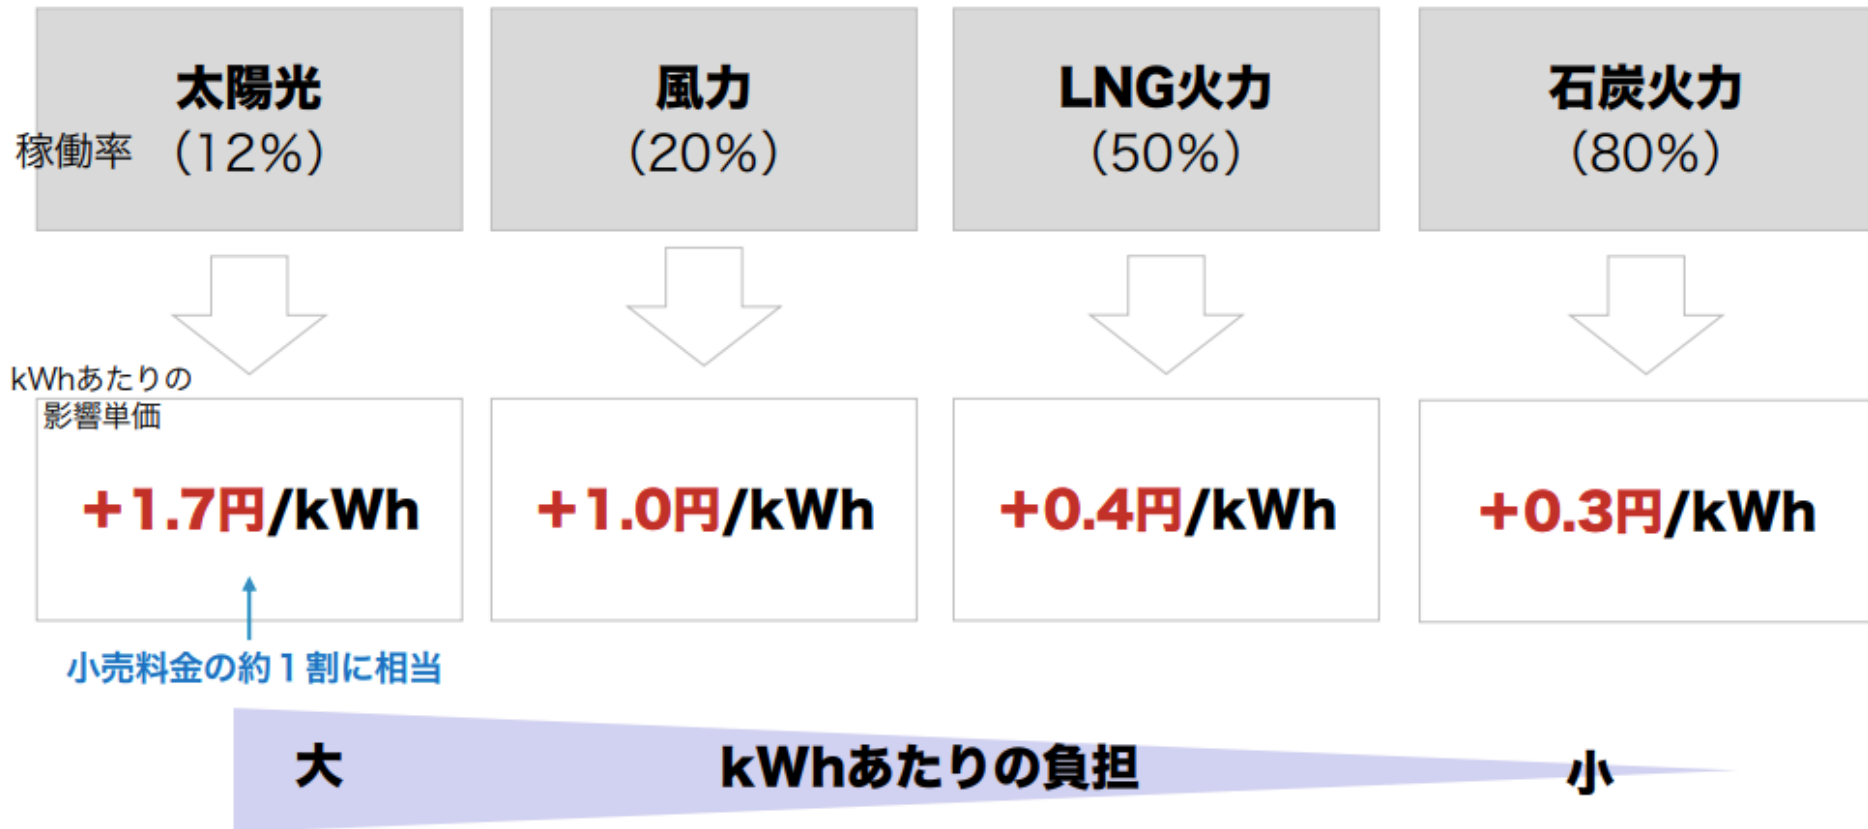 太陽光
風力
LNG火力
石炭火力
稼働率
（12%）
（20%）
（50%）
（80%）
kWhあたりの
影響単価
+1.7円/kWh
+1.0円/kWh
+0.4円/kWh
+0.3円/kWh
小売料金の約１割に相当
大
kWhあたりの負担
小